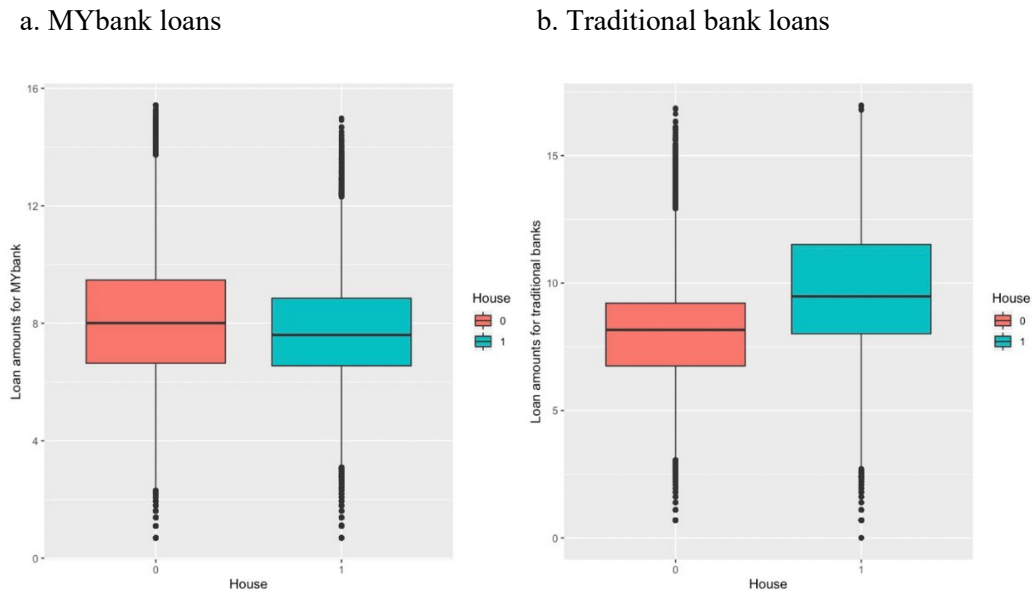 a. MYbank loans
b. Traditional bank loans
Loan amounts for MYbank
16
12
8
4
0
0
1
House
House
0
1
Loan amounts for traditional banks
15
10
5
0
0
1
House
House
0
1